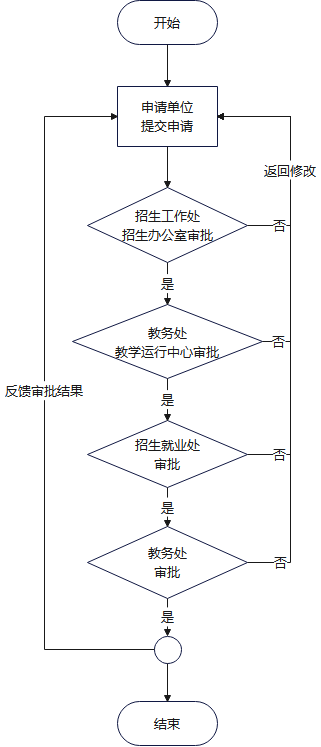 开始
申请单位
提交申请
返回修改
招生工作处
招生办公室审批
否
是
教务处
教学运行中心审批
否
是
反馈审批结果
招生就业处
审批
否
是
教务处
审批
否
是
结束